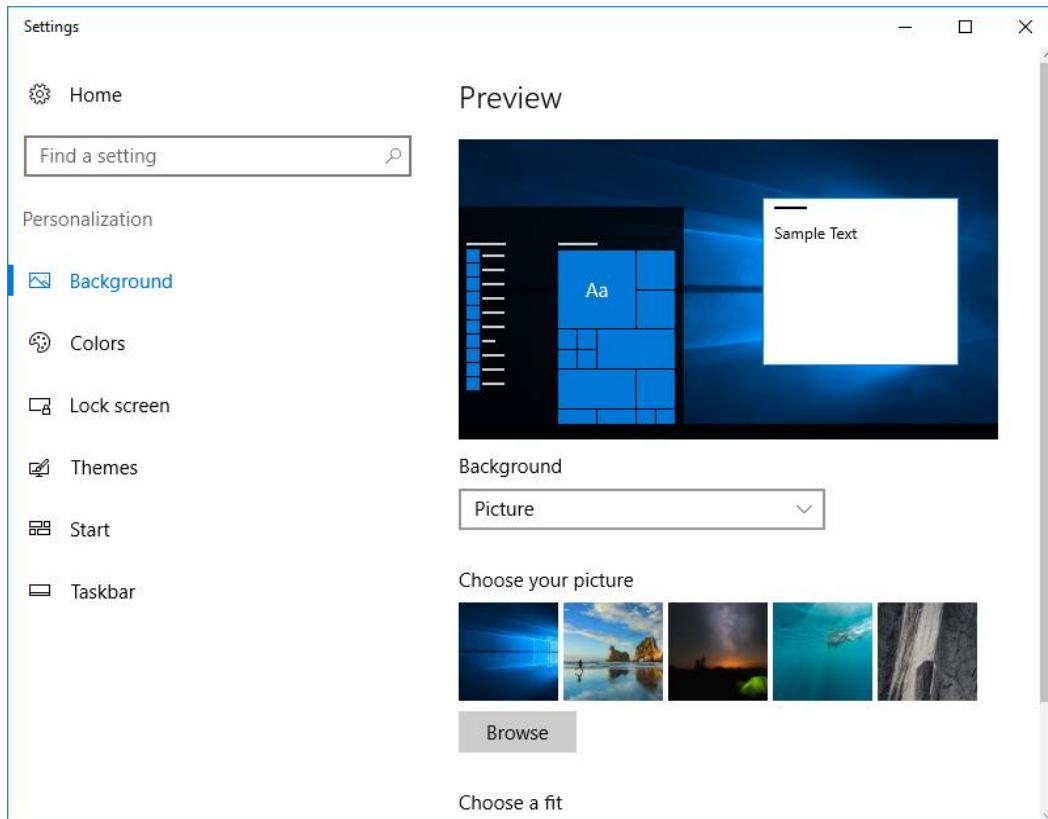 Settings
Home
Find a setting
Personalization
Background
Colors
Lock screen
Themes
Start
Taskbar
Preview
Aa
Sample Text
Background
Picture
Choose your picture
Browse
Choose a fit